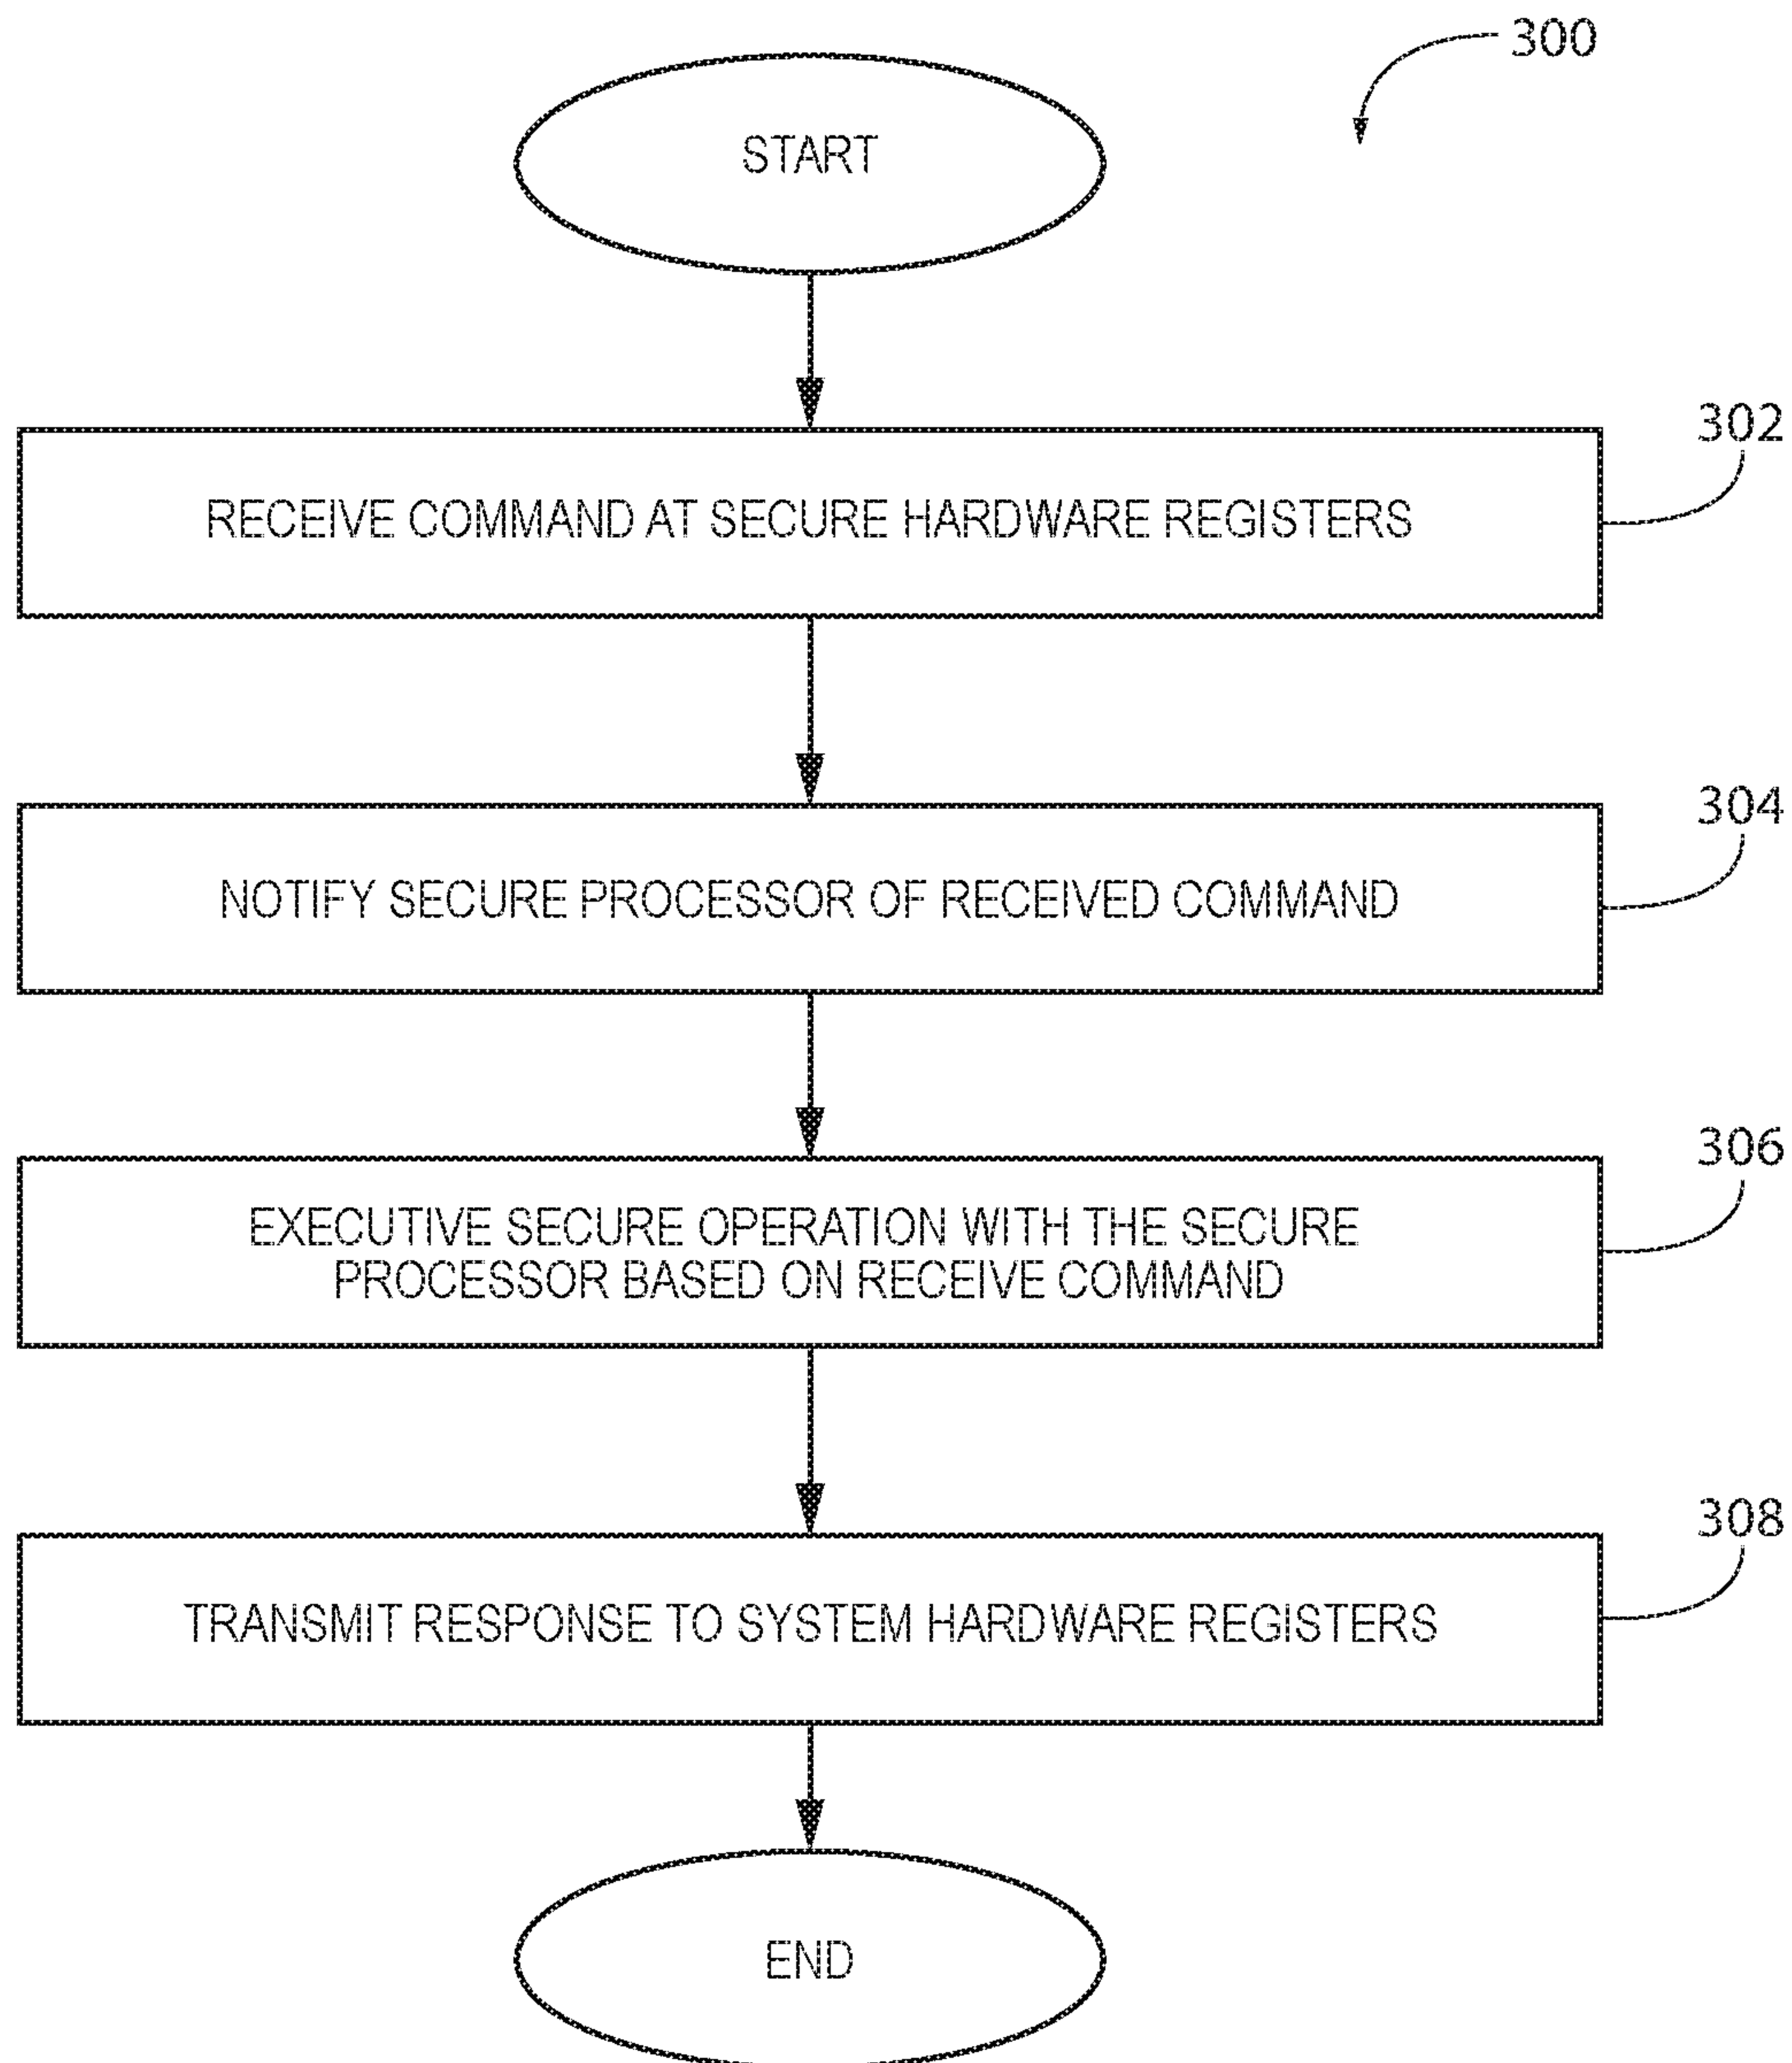 300
START
302
RECEIVE COMMAND AT SECURE HARDWARE REGISTERS
304
NOTIFY SECURE PROCESSOR OF RECEIVED COMMAND
306
EXECUTIVE SECURE OPERATION WITH THE SECURE
PROCESSOR BASED ON RECEIVE COMMAND
308
TRANSMIT RESPONSE TO SYSTEM HARDWARE REGISTERS
END